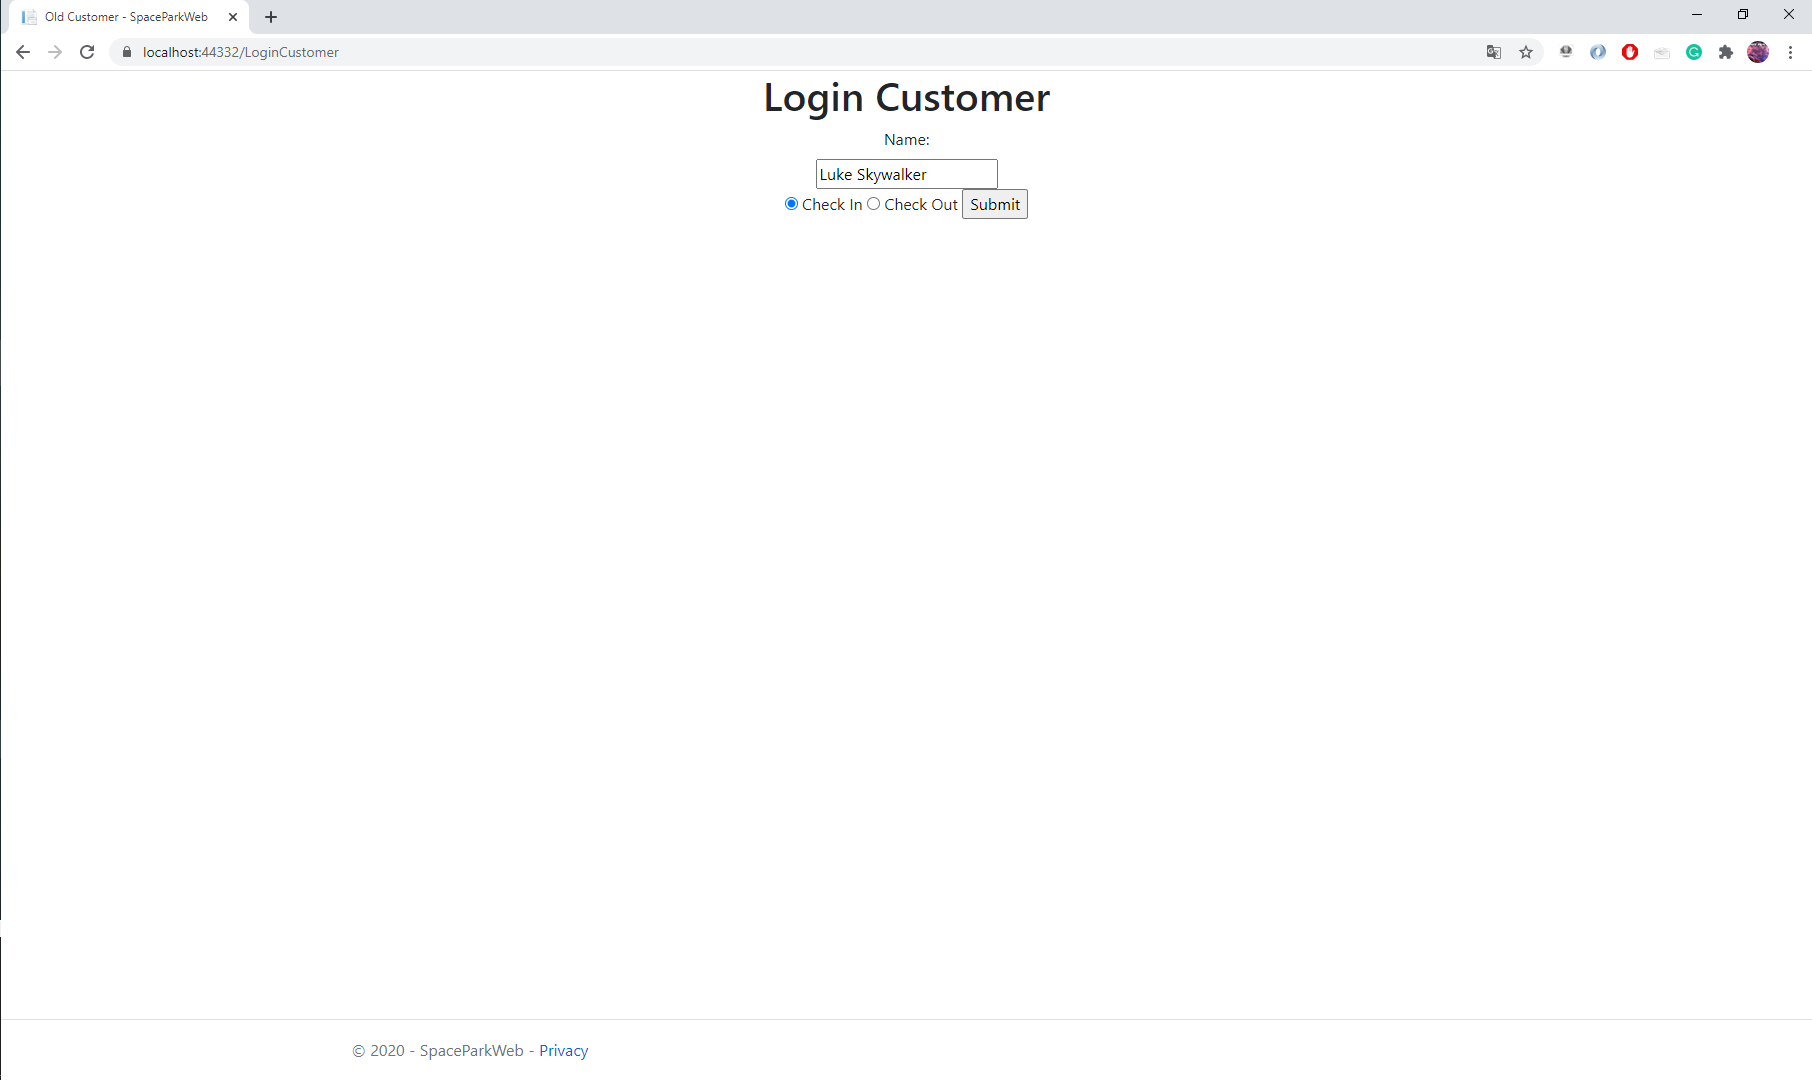 Old Customer - SpaceParkWeb
localhost:44332/LoginCustomer
Login Customer
Name:
Luke Skywalker
Check In Check Out Submit
© 2020 - SpaceParkWeb - Privacy